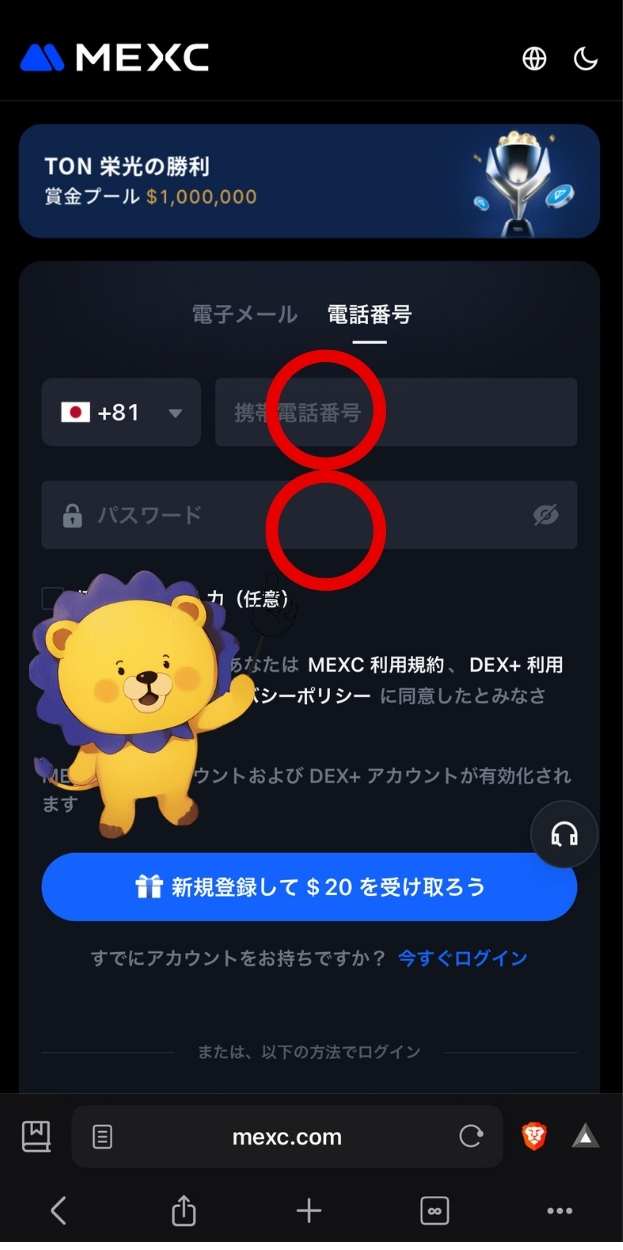 MEXC
TON 栄光の勝利
賞金プール $1,000,000
電子メール 電話番号
+81 携帯電話番号
パスワード
力（任意）
あなたは MEXC 利用規約、DEX+ 利用
バシーポリシー に同意したとみなさ
ウントおよび DEX+ アカウントが有効化され
ます
新規登録して $ 20 を受け取ろう
すでにアカウントをお持ちですか？ 今すぐログイン
または、以下の方法でログイン
mexc.com